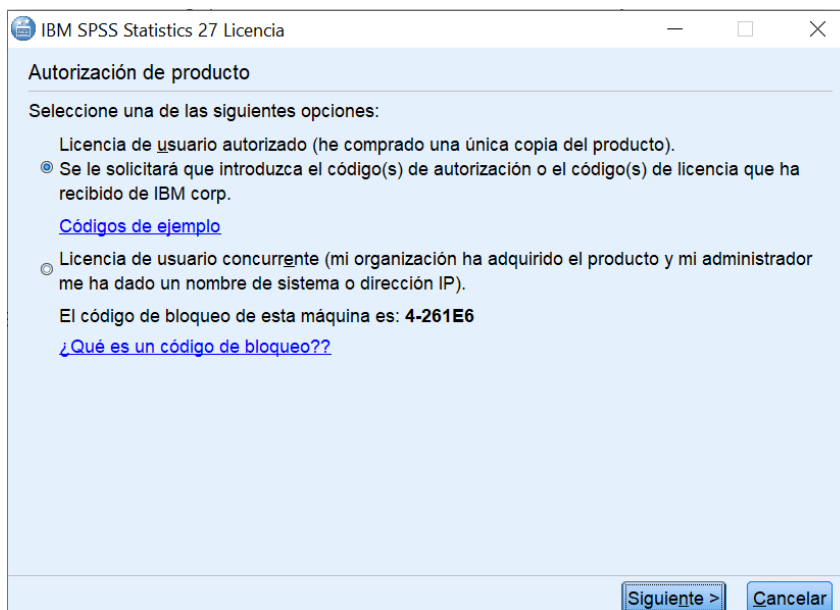 IBM SPSS Statistics 27 Licencia
Autorización de producto
Seleccione una de las siguientes opciones:
Licencia de usuario autorizado (he comprado una única copia del producto).
Se le solicitará que introduzca el código(s) de autorización o el código(s) de licencia que ha
recibido de IBM corp.
Códigos de ejemplo
Licencia de usuario concurrente (mi organización ha adquirido el producto y mi administrador
me ha dado un nombre de sistema o dirección IP).
El código de bloqueo de esta máquina es: 4-261E6
¿Qué es un código de bloqueo??
Siguiente >
Cancelar